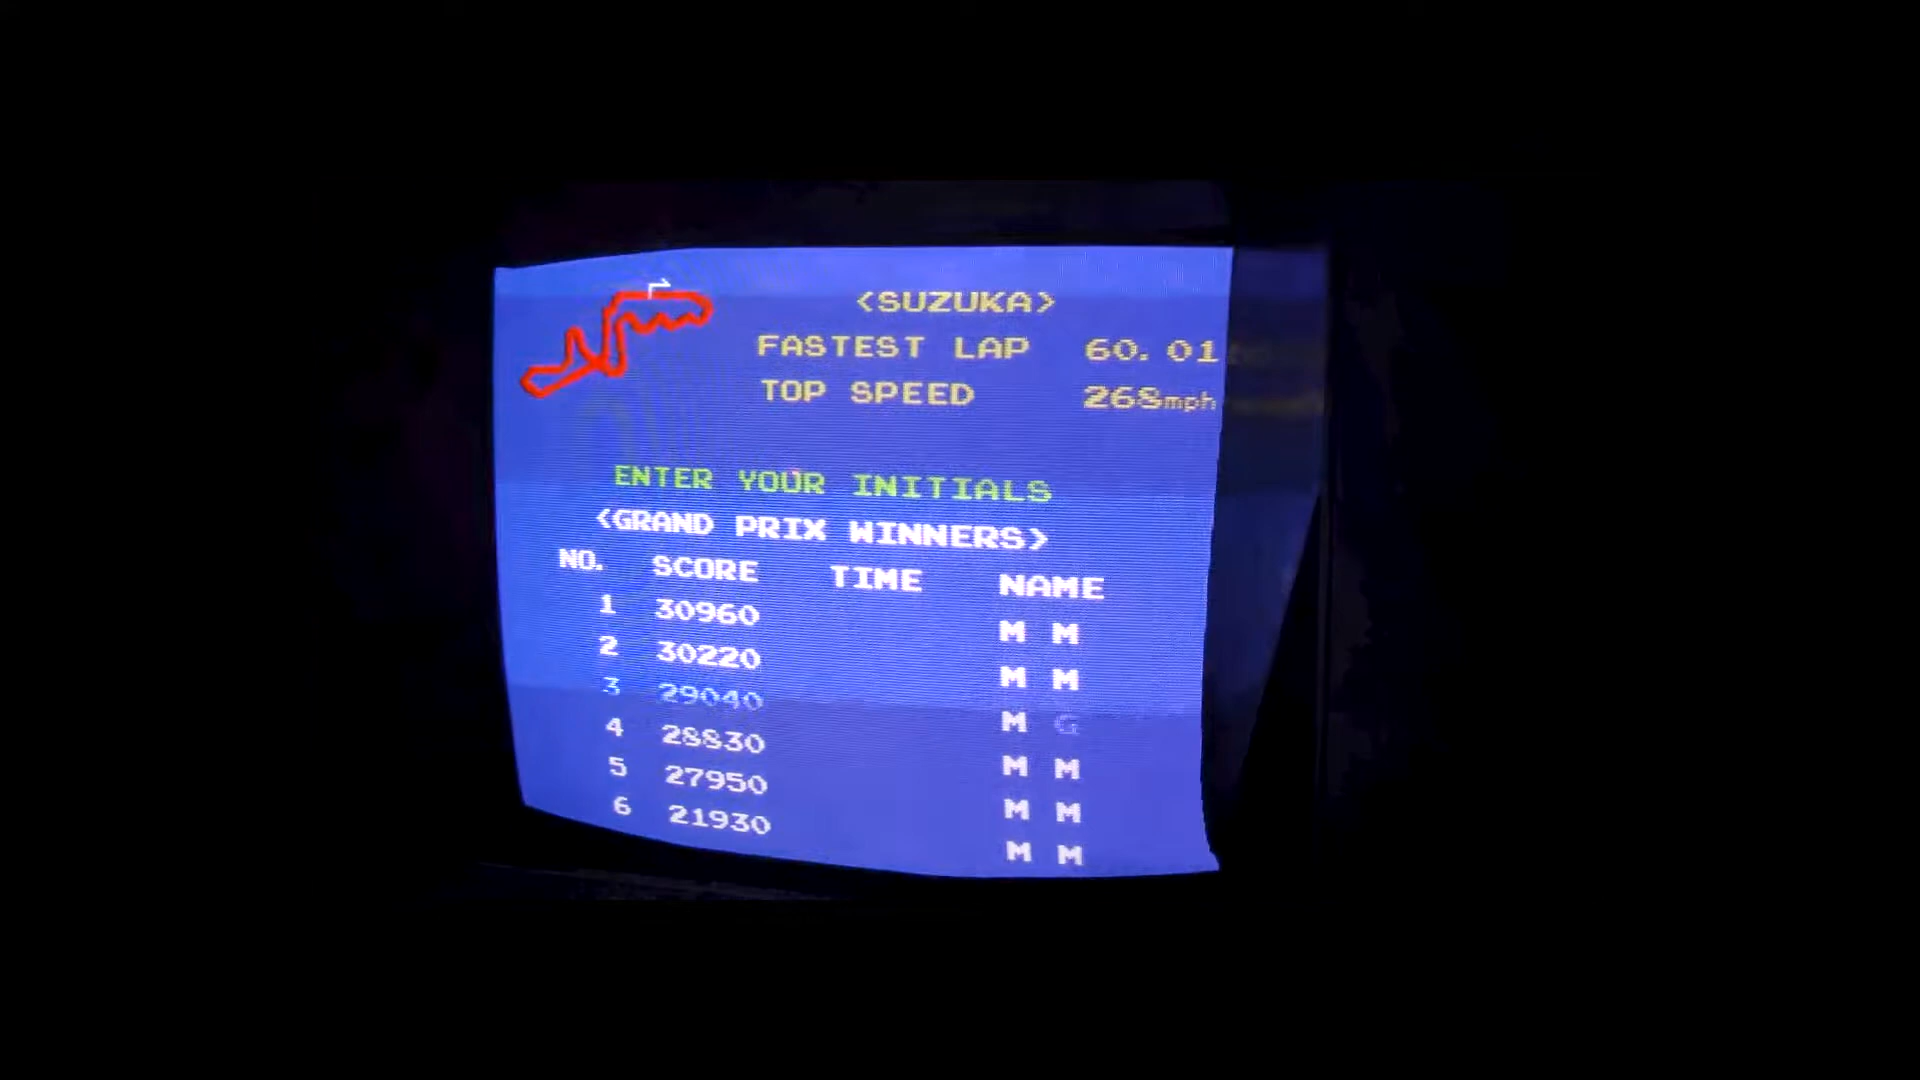 <SUZUKA>
FASTEST LAP 60.01
TOP SPEED 268mph
ENTER YOUR INITIALS
<GRAND PRIX WINNERS>
NO. SCORE TIME NAME
1 30960 M M
2 30220 M M
3 29040 M G
4 28830 M M
5 27950 M M
6 21930 M M